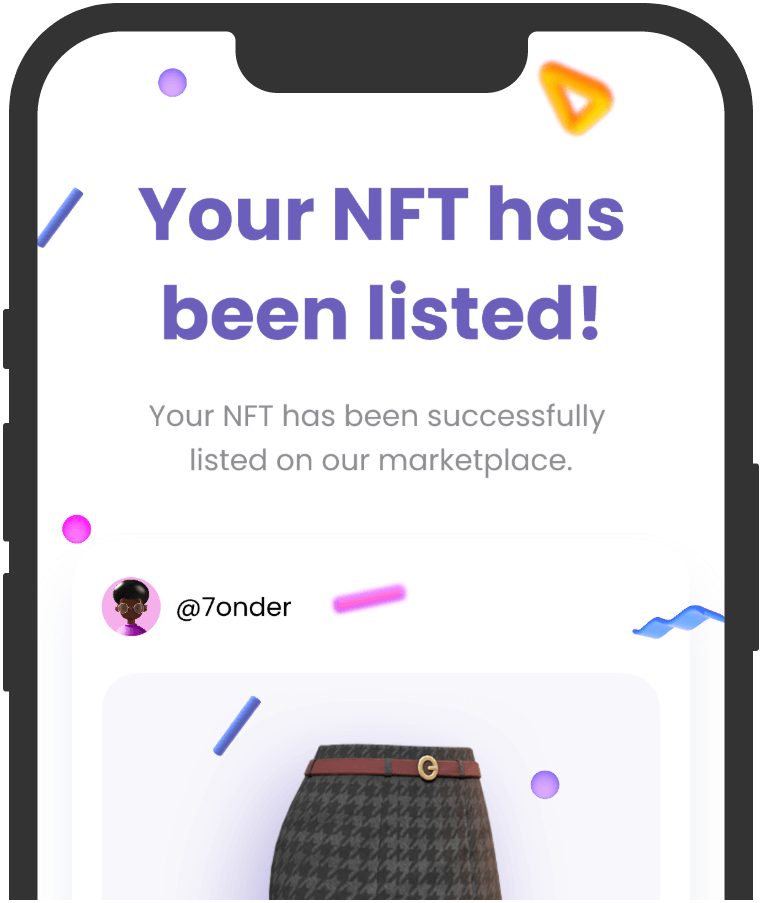 Your NFT has
been listed!
Your NFT has been successfully
listed on our marketplace.
@7onder